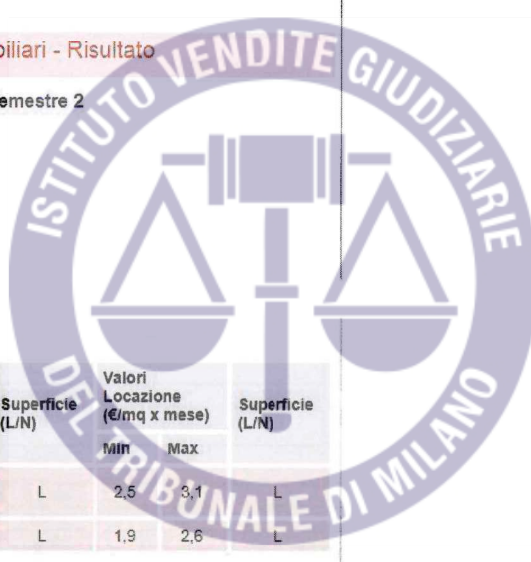 biliari - Risultato
emestre 2
ISTITUTO VENDITE GIUDIZIARIE
DEL TRIBUNALE DI MILANO
Superficie (L/N) Valori Locazione (€/mq x mese) Superficie (L/N)
Min Max
L 2,5 3,1 L
L 1,9 2,6 L